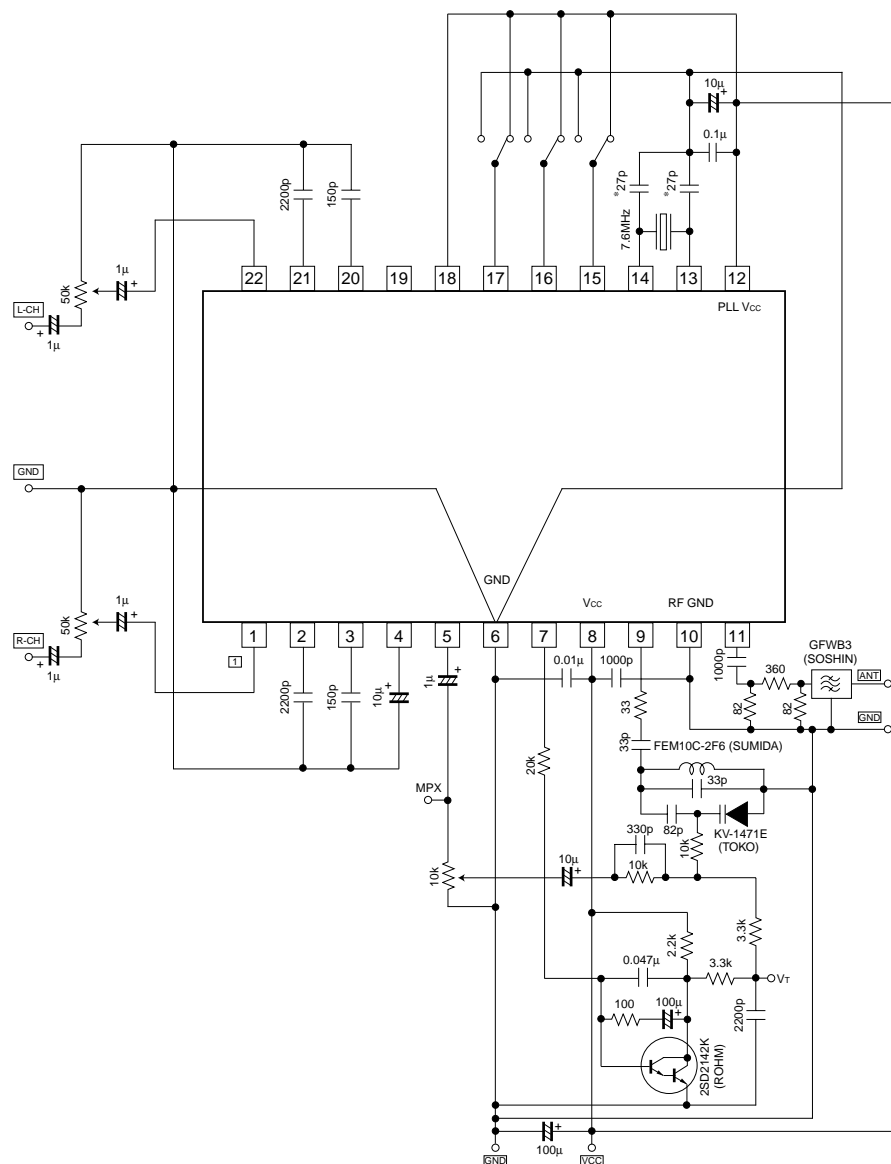 10μ
+
0.1μ
2200p
150p
*27p
*27p
7.6MHz
22
21
20
19
18
17
16
15
14
13
12
PLL VCC
1μ
+
50k
L-CH
+
1μ
GND
GND
VCC
RF GND
1μ
+
50k
R-CH
+
1μ
1
1
2
3
4
5
6
7
8
9
10
11
2200p
150p
10μ
+
1μ
+
0.01μ
1000p
1000p
360
82
82
GFWB3
(SOSHIN)
ANT
GND
33
33p
FEM10C-2F6 (SUMIDA)
33p
82p
KV-1471E
(TOKO)
20k
MPX
10k
10μ
+
330p
10k
10k
3.3k
2.2k
0.047μ
3.3k
VT
100
100μ
+
2200p
2SD2142K
(ROHM)
+
100μ
GND
VCC